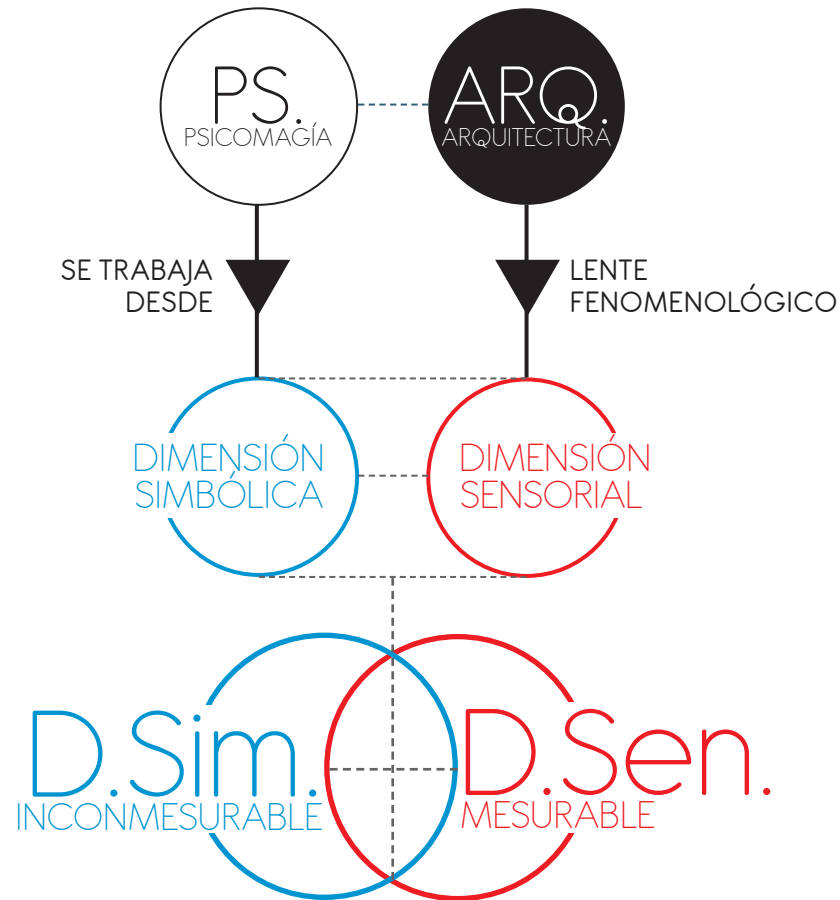 PS.
PSICOMAGÍA
ARQ.
ARQUITECTURA
SE TRABAJA
DESDE
LENTE
FENOMENOLÓGICO
DIMENSIÓN
SIMBÓLICA
DIMENSIÓN
SENSORIAL
D.Sim.
INCONMESURABLE
D.Sen.
MESURABLE